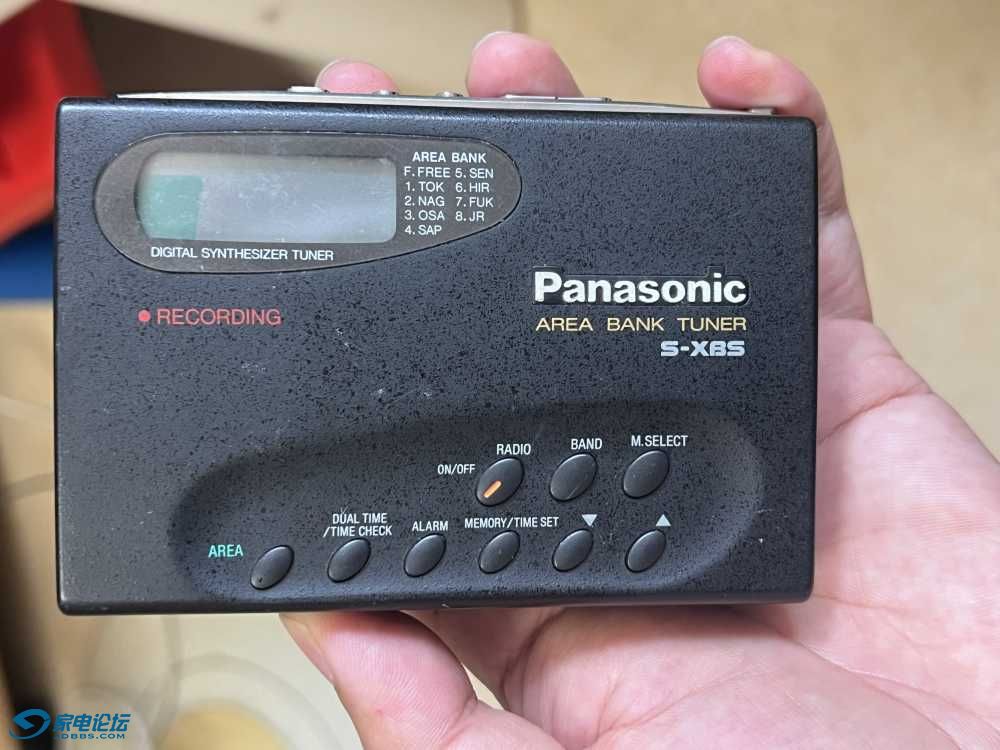 AREA BANK
F. FREE 5. SEN
1. TOK 6. HIR
2. NAG 7. FUK
3. OSA 8. JR
4. SAP
DIGITAL SYNTHESIZER TUNER
RECORDING
Panasonic
AREA BANK TUNER
S-XBS
RADIO
ON/OFF
BAND
M.SELECT
DUAL TIME
/TIME CHECK
ALARM
MEMORY/TIME SET
▼
▲
AREA
家电论坛
JDBBS.COM